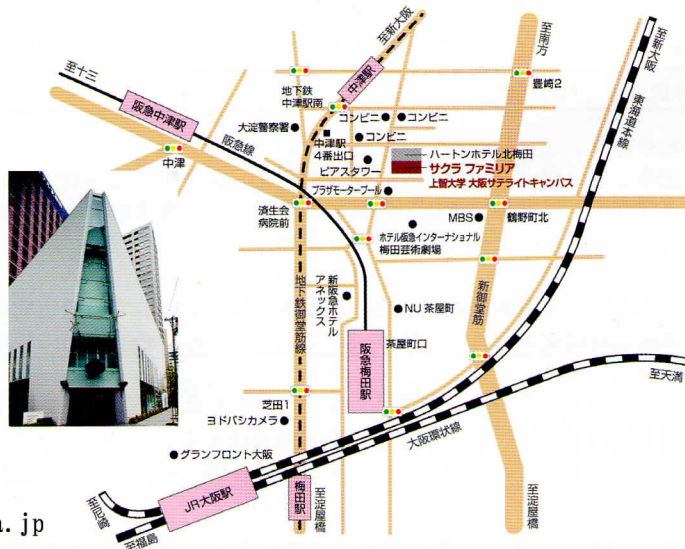 至新大阪
至南方
至新大阪
至十三
中津駅
豊崎2
地下鉄
中津駅南
東海道本線
阪急中津駅
コンビニ
コンビニ
大淀警察署
中津駅
4番出口
コンビニ
阪急線
中津
ピアスタワー
ハートンホテル北梅田
サクラ ファミリア
上智大学 大阪サテライトキャンパス
プラザモータープール
済生会
病院前
MBS
鶴野町北
ホテル阪急インターナショナル
梅田芸術劇場
地下鉄御堂筋線
新阪急ホテル
アネックス
新御堂筋
NU 茶屋町
阪急梅田駅
茶屋町口
至天満
芝田1
ヨドバシカメラ
大阪環状線
グランフロント大阪
JR大阪駅
梅田駅
至淀屋橋
至淀屋橋
至尼崎
至福島
a.jp